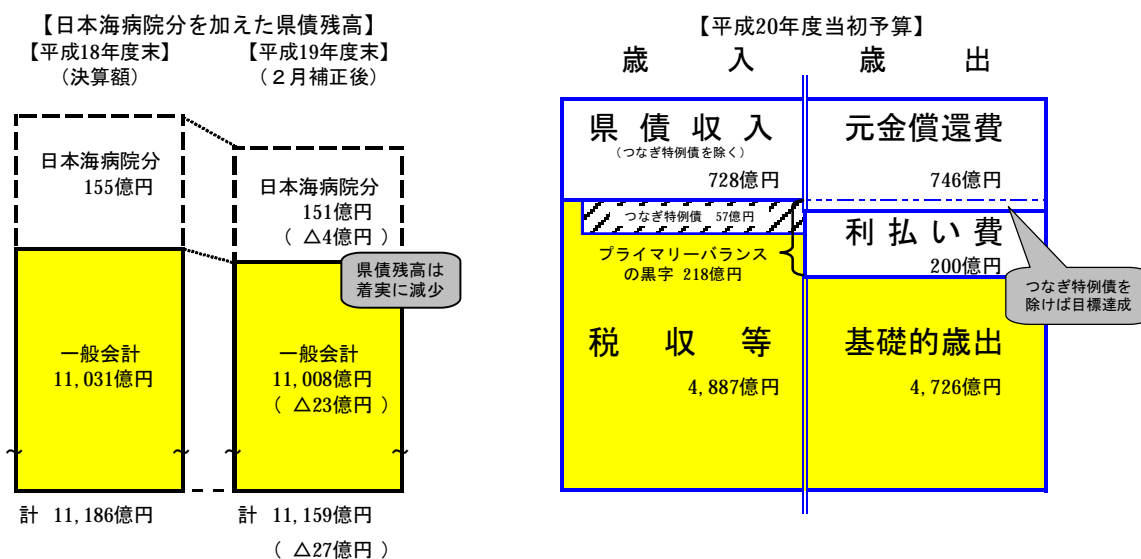 【日本海病院分を加えた県債残高】
【平成18年度末】
(決算額)
【平成19年度末】
(２月補正後)
日本海病院分
155億円
日本海病院分
151億円
( △4億円 )
県債残高は
着実に減少
一般会計
11,031億円
一般会計
11,008億円
( △23億円 )
～ ～ ～ ～
計 11,186億円
計 11,159億円
( △27億円 )
【平成20年度当初予算】
歳入 歳出
県債収入
(つなぎ特例債を除く)
728億円
元金償還費
746億円
つなぎ特例債 57億円
プライマリーバランス
の黒字 218億円
利払い費
200億円
つなぎ特例債を
除けば目標達成
税収等
4,887億円
基礎的歳出
4,726億円